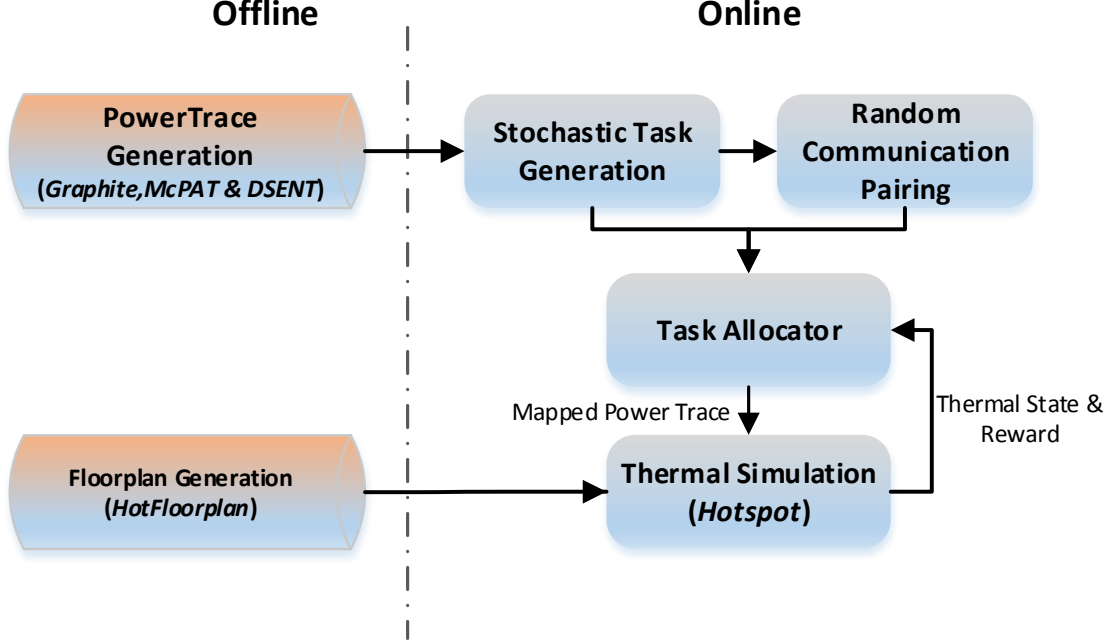 Offline
Online
PowerTrace
Generation
(Graphite,McPAT & DSENT)
Stochastic Task
Generation
Random
Communication
Pairing
Task Allocator
Mapped Power Trace
Thermal State &
Reward
Floorplan Generation
(HotFloorplan)
Thermal Simulation
(Hotspot)